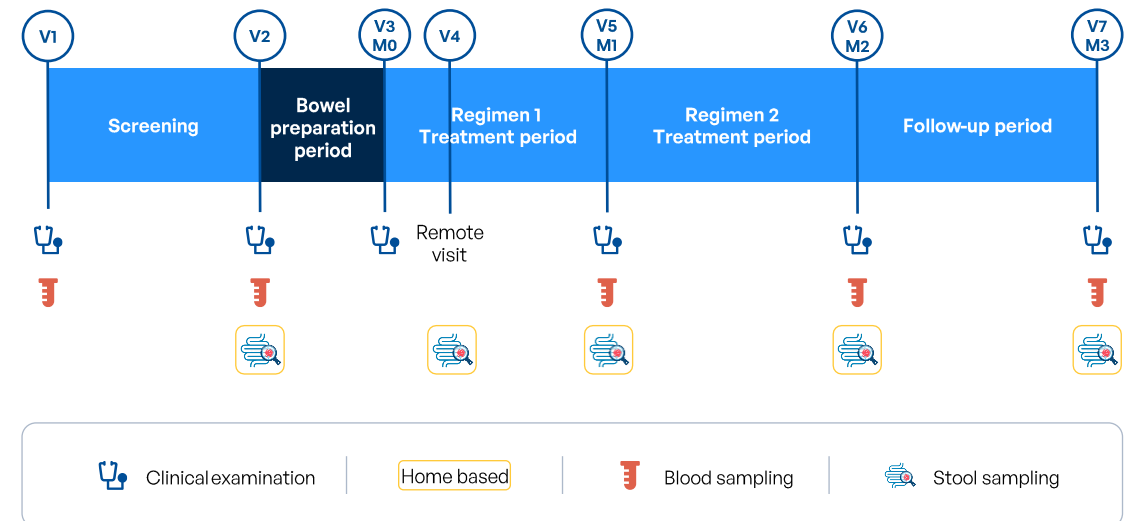 V1
V2
V3
M0
V4
V5
M1
V6
M2
V7
M3
Screening
Bowel
preparation
period
Regimen 1
Treatment period
Regimen 2
Treatment period
Follow-up period
Remote
visit
Clinical examination
Home based
Blood sampling
Stool sampling